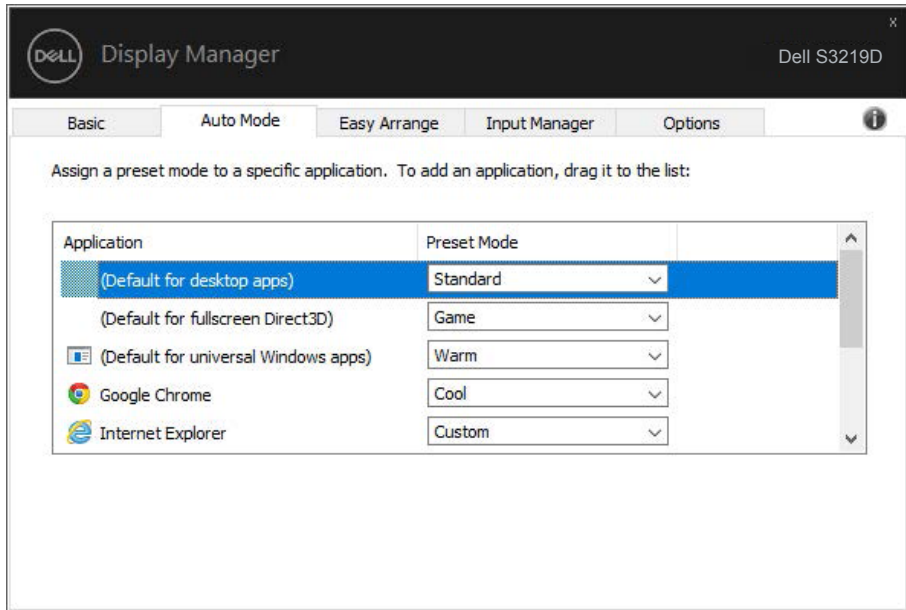 x
DELL Display Manager Dell S3219D
Basic Auto Mode Easy Arrange Input Manager Options i
Assign a preset mode to a specific application. To add an application, drag it to the list:
Application Preset Mode
(Default for desktop apps) Standard
(Default for fullscreen Direct3D) Game
(Default for universal Windows apps) Warm
Google Chrome Cool
Internet Explorer Custom